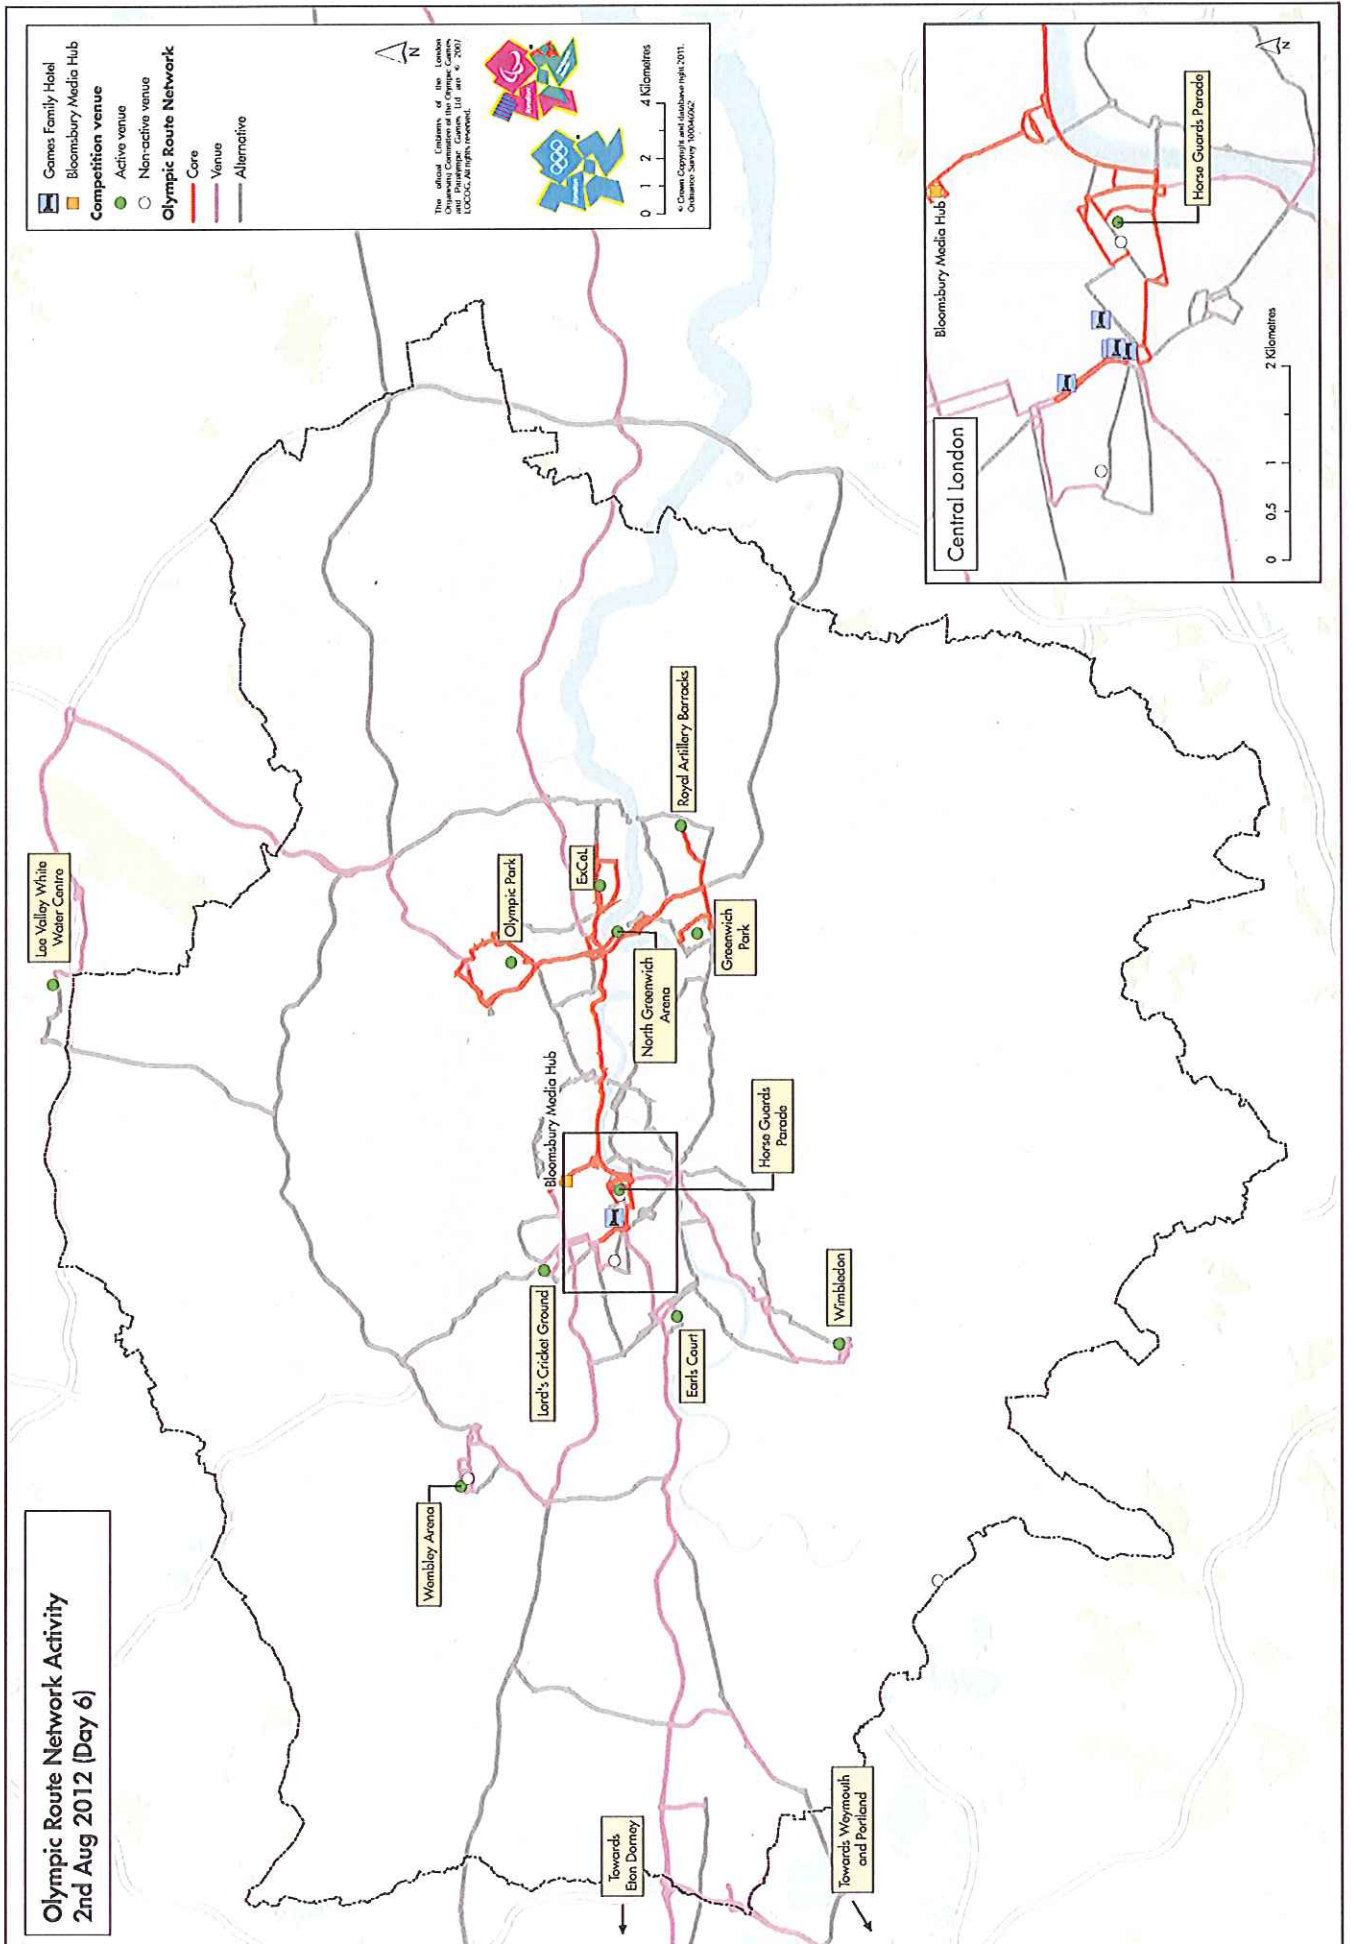 Olympic Route Network Activity
2nd Aug 2012 (Day 6)
Games Family Hotel
Bloomsbury Media Hub
Competition venue
Active venue
Non-active venue
Olympic Route Network
Core
Venue
Alternative
N
The official Emblems of the London
Organising Committee of the Olympic Games
and Paralympic Games Ltd are © 2007
LOCOG. All rights reserved.
0 1 2 4 Kilometres
© Crown Copyright and database right 2011.
Ordnance Survey 100046062
Lee Valley White
Water Centre
Wembley Arena
Lord's Cricket Ground
Bloomsbury Media Hub
Olympic Park
ExCeL
Royal Artillery Barracks
North Greenwich
Arena
Greenwich
Park
Horse Guards
Parade
Earls Court
Wimbledon
Towards
Eton Dorney
Towards Weymouth
and Portland
Central London
Bloomsbury Media Hub
Horse Guards Parade
N
0 0.5 1 2 Kilometres